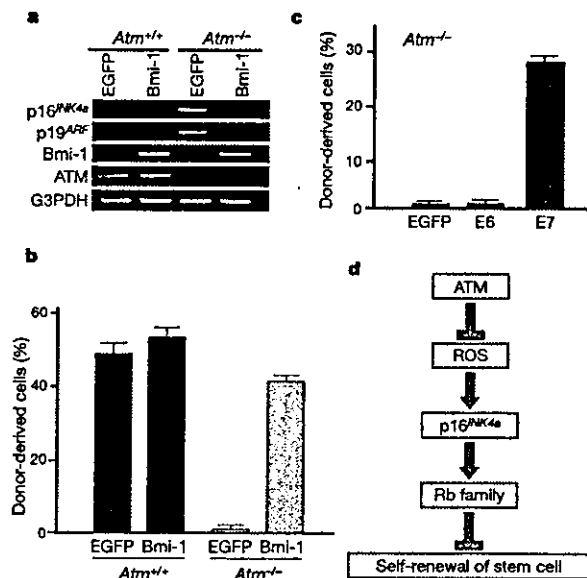 a
Atm+/+ Atm−/−
EGFP Bmi-1 EGFP Bmi-1
p16INK4a
p19ARF
Bmi-1
ATM
G3PDH
b
Donor-derived cells (%)
60
40
20
0
EGFP Bmi-1 EGFP Bmi-1
Atm+/+ Atm−/−
c
Atm−/−
Donor-derived cells (%)
30
20
10
0
EGFP E6 E7
d
ATM
ROS
p16INK4a
Rb family
Self-renewal of stem cell